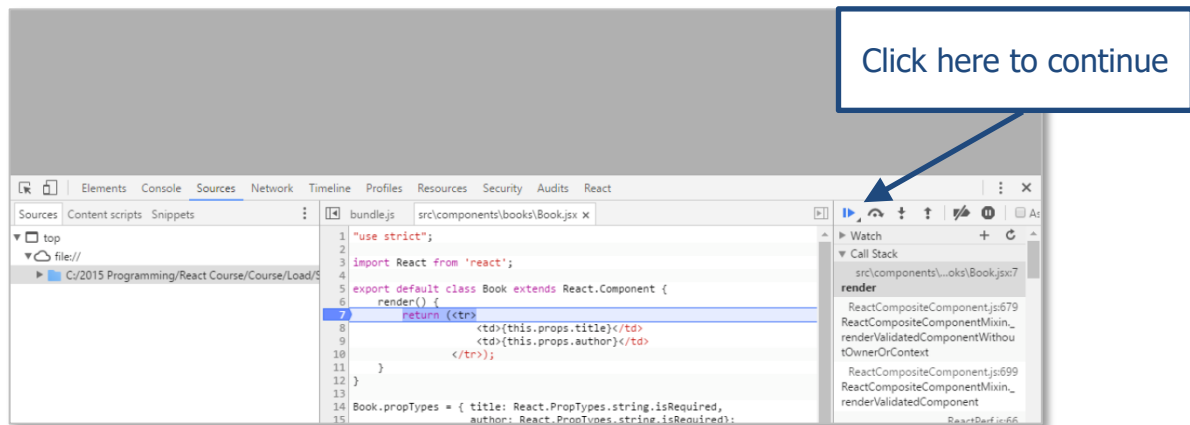 Click here to continue
Elements Console Sources Network Timeline Profiles Resources Security Audits React
Sources Content scripts Snippets
bundle.js src\components\books\Book.jsx
top
file://
C:/2015 Programming/React Course/Course/Load/S
1 "use strict";
2
3 import React from 'react';
4
5 export default class Book extends React.Component {
6 render() {
7 return (<tr>
8 <td>{this.props.title}</td>
9 <td>{this.props.author}</td>
10 </tr>);
11 }
12 }
13
14 Book.propTypes = { title: React.PropTypes.string.isRequired,
15 author: React.PropTypes.string.isRequired};
As
Watch
Call Stack
src\components\...oks\Book.jsx:7
render
ReactCompositeComponent.js:679
ReactCompositeComponentMixin._
renderValidatedComponentWithou
tOwnerOrContext
ReactCompositeComponent.js:699
ReactCompositeComponentMixin._
renderValidatedComponent
ReactPerf.js:66